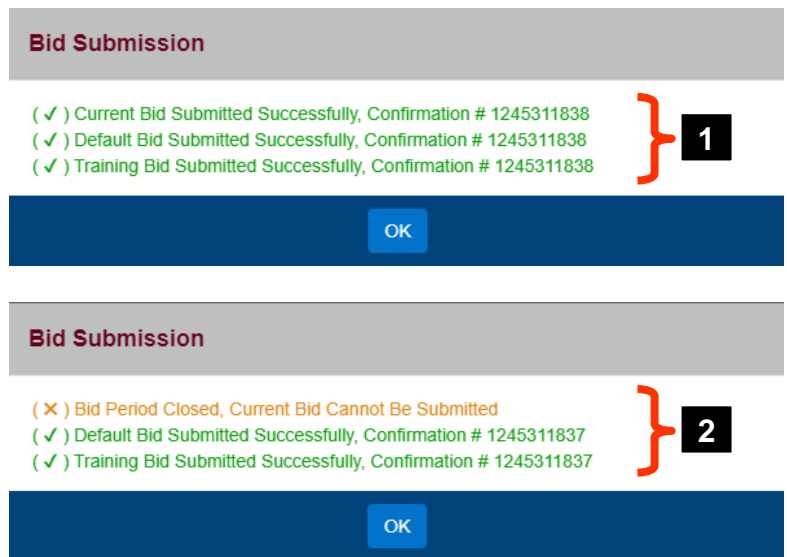 Bid Submission
( ✓ ) Current Bid Submitted Successfully, Confirmation # 1245311838
( ✓ ) Default Bid Submitted Successfully, Confirmation # 1245311838
( ✓ ) Training Bid Submitted Successfully, Confirmation # 1245311838
1
OK
Bid Submission
( ✕ ) Bid Period Closed, Current Bid Cannot Be Submitted
( ✓ ) Default Bid Submitted Successfully, Confirmation # 1245311837
( ✓ ) Training Bid Submitted Successfully, Confirmation # 1245311837
2
OK